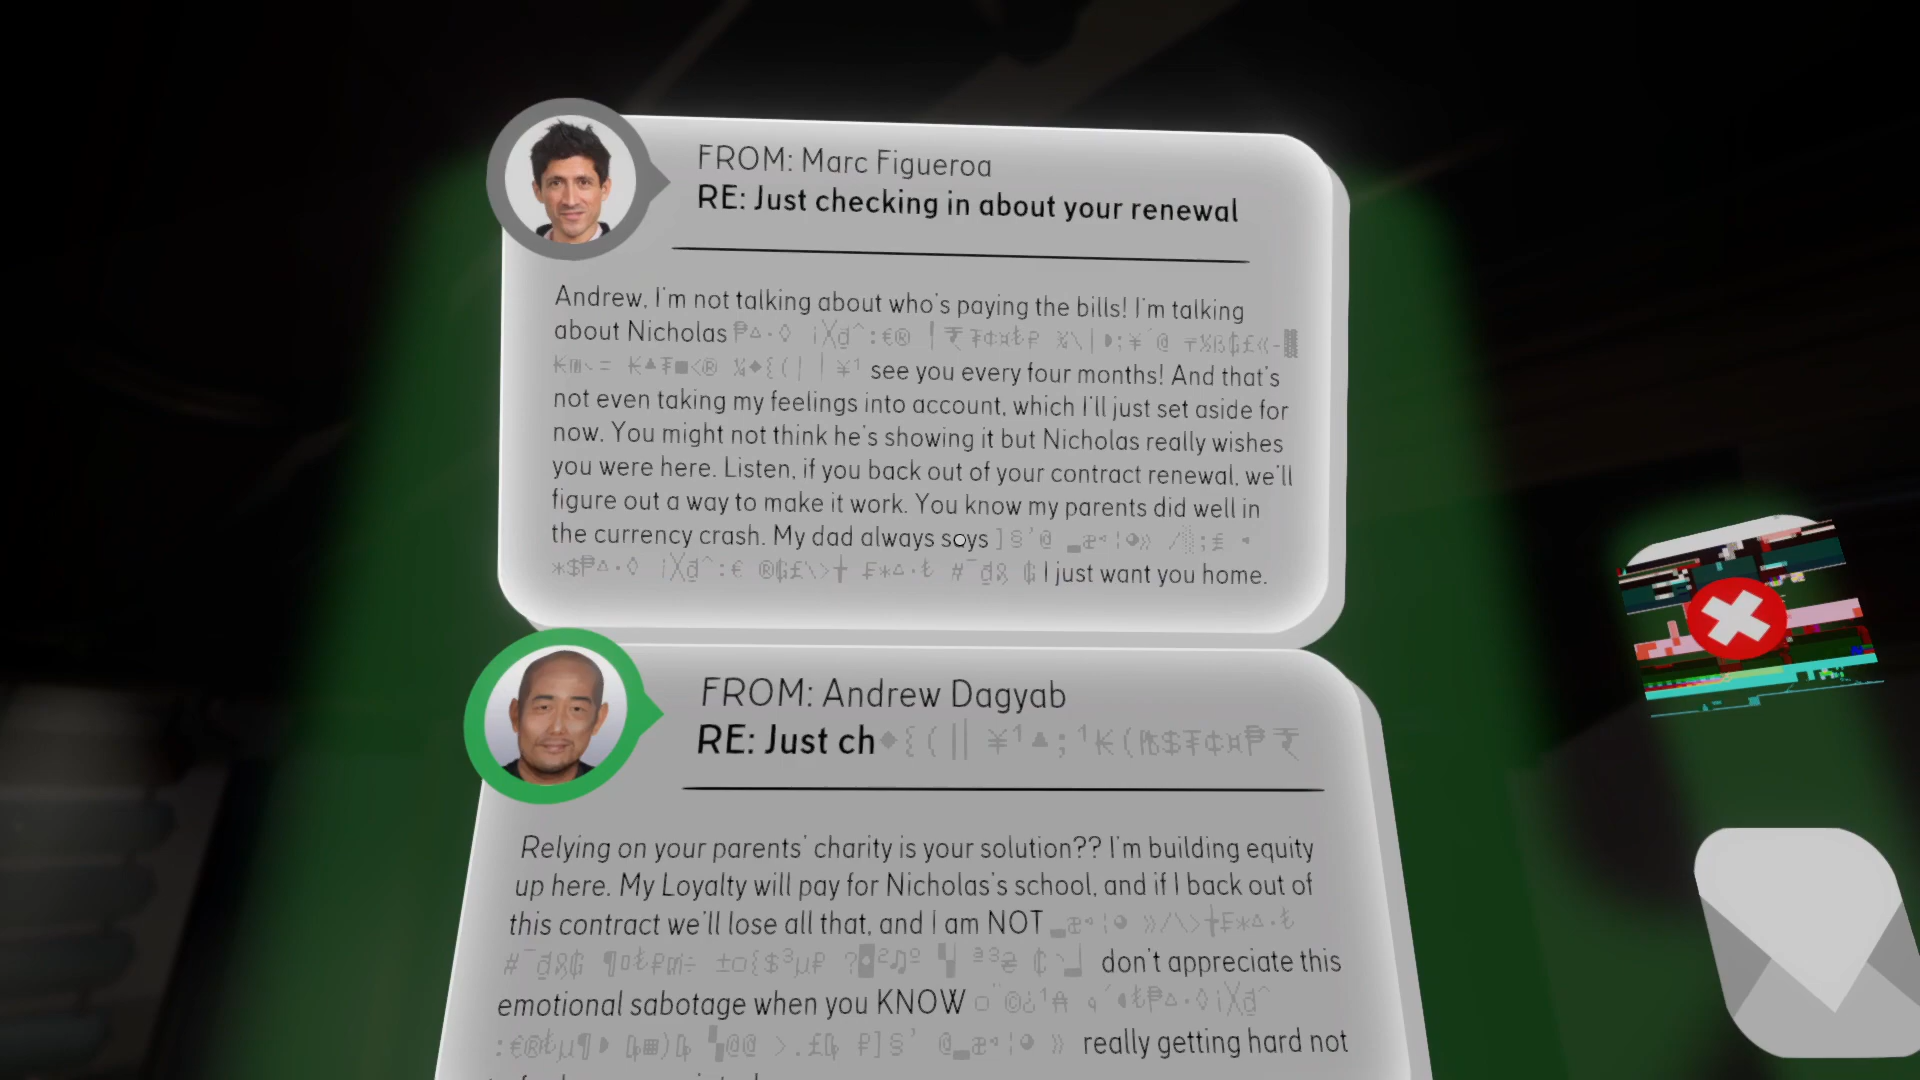 FROM: Marc Figueroa
RE: Just checking in about your renewal
Andrew, I'm not talking about who's paying the bills! I'm talking
about Nicholas
see you every four months! And that's
not even taking my feelings into account, which I'll just set aside for
now. You might not think he's showing it but Nicholas really wishes
you were here. Listen, if you back out of your contract renewal, we'll
figure out a way to make it work. You know my parents did well in
the currency crash. My dad always says
I just want you home.
FROM: Andrew Dagyab
RE: Just ch
Relying on your parents' charity is your solution?? I'm building equity
up here. My Loyalty will pay for Nicholas's school, and if I back out of
this contract we'll lose all that, and I am NOT
don't appreciate this
emotional sabotage when you KNOW
really getting hard not